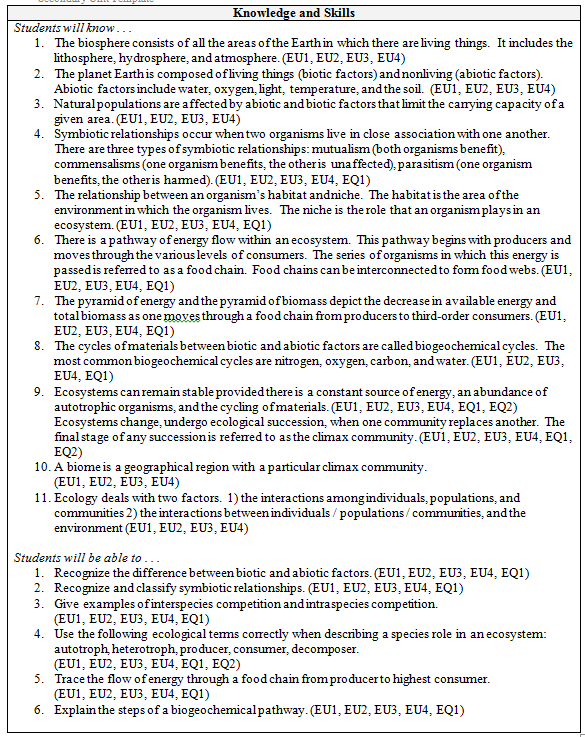 Secondary Unit Template
Knowledge and Skills
Students will know . . .
1. The biosphere consists of all the areas of the Earth in which there are living things. It includes the
lithosphere, hydrosphere, and atmosphere. (EU1, EU2, EU3, EU4)
2. The planet Earth is composed of living things (biotic factors) and nonliving (abiotic factors).
Abiotic factors include water, oxygen, light, temperature, and the soil. (EU1, EU2, EU3, EU4)
3. Natural populations are affected by abiotic and biotic factors that limit the carrying capacity of a
given area. (EU1, EU2, EU3, EU4)
4. Symbiotic relationships occur when two organisms live in close association with one another.
There are three types of symbiotic relationships: mutualism (both organisms benefit),
commensalisms (one organism benefits, the other is unaffected), parasitism (one organism
benefits, the other is harmed). (EU1, EU2, EU3, EU4, EQ1)
5. The relationship between an organism's habitat and niche. The habitat is the area of the
environment in which the organism lives. The niche is the role that an organism plays in an
ecosystem. (EU1, EU2, EU3, EU4, EQ1)
6. There is a pathway of energy flow within an ecosystem. This pathway begins with producers and
moves through the various levels of consumers. The series of organisms in which this energy is
passed is referred to as a food chain. Food chains can be interconnected to form food webs. (EU1,
EU2, EU3, EU4, EQ1)
7. The pyramid of energy and the pyramid of biomass depict the decrease in available energy and
total biomass as one moves through a food chain from producers to third-order consumers. (EU1,
EU2, EU3, EU4, EQ1)
8. The cycles of materials between biotic and abiotic factors are called biogeochemical cycles. The
most common biogeochemical cycles are nitrogen, oxygen, carbon, and water. (EU1, EU2, EU3,
EU4, EQ1)
9. Ecosystems can remain stable provided there is a constant source of energy, an abundance of
autotrophic organisms, and the cycling of materials. (EU1, EU2, EU3, EU4, EQ1, EQ2)
Ecosystems change, undergo ecological succession, when one community replaces another. The
final stage of any succession is referred to as the climax community. (EU1, EU2, EU3, EU4, EQ1,
EQ2)
10. A biome is a geographical region with a particular climax community.
(EU1, EU2, EU3, EU4)
11. Ecology deals with two factors. 1) the interactions among individuals, populations, and
communities 2) the interactions between individuals / populations / communities, and the
environment (EU1, EU2, EU3, EU4)
Students will be able to . . .
1. Recognize the difference between biotic and abiotic factors. (EU1, EU2, EU3, EU4, EQ1)
2. Recognize and classify symbiotic relationships. (EU1, EU2, EU3, EU4, EQ1)
3. Give examples of interspecies competition and intraspecies competition.
(EU1, EU2, EU3, EU4, EQ1)
4. Use the following ecological terms correctly when describing a species role in an ecosystem:
autotroph, heterotroph, producer, consumer, decomposer.
(EU1, EU2, EU3, EU4, EQ1, EQ2)
5. Trace the flow of energy through a food chain from producer to highest consumer.
(EU1, EU2, EU3, EU4, EQ1)
6. Explain the steps of a biogeochemical pathway. (EU1, EU2, EU3, EU4, EQ1)